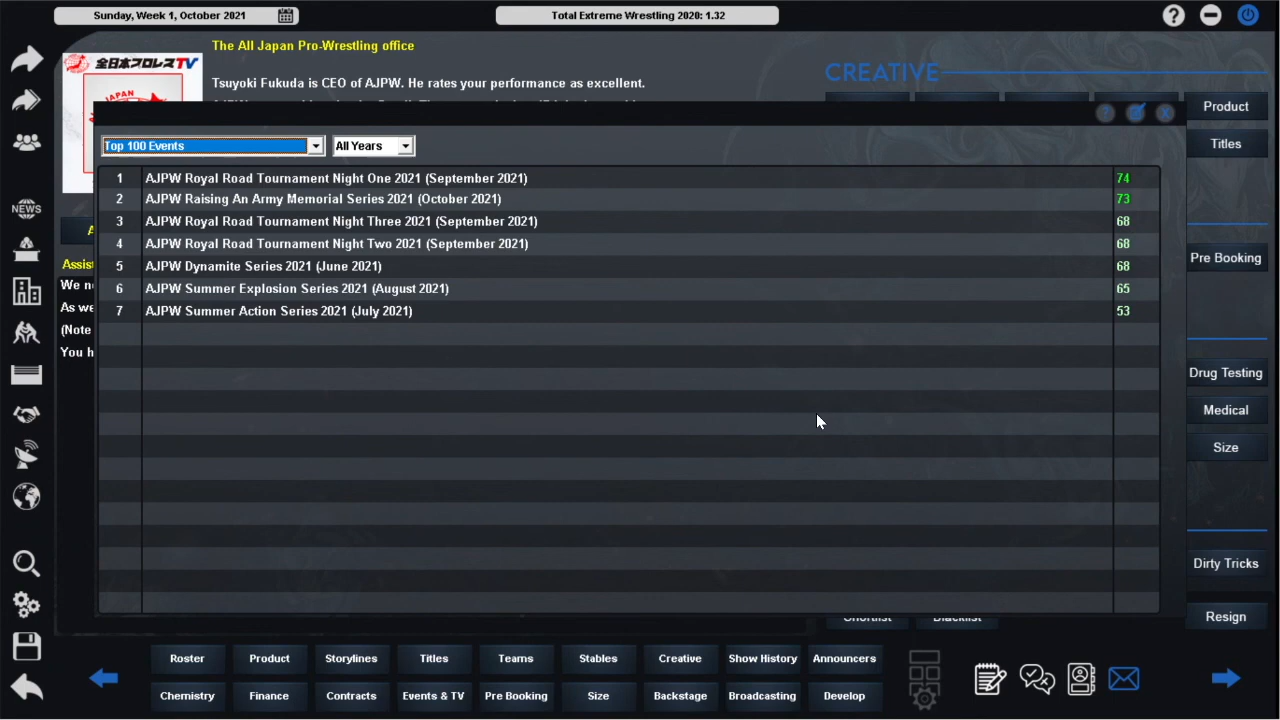 Sunday, Week 1, October 2021
Total Extreme Wrestling 2020: 1.32
The All Japan Pro-Wrestling office
全日本プロレスTV
JAPAN
Tsuyoki Fukuda is CEO of AJPW. He rates your performance as excellent.
CREATIVE
Product
Titles
Top 100 Events
All Years
1 AJPW Royal Road Tournament Night One 2021 (September 2021) 74
2 AJPW Raising An Army Memorial Series 2021 (October 2021) 73
3 AJPW Royal Road Tournament Night Three 2021 (September 2021) 68
4 AJPW Royal Road Tournament Night Two 2021 (September 2021) 68
5 AJPW Dynamite Series 2021 (June 2021) 68
6 AJPW Summer Explosion Series 2021 (August 2021) 65
7 AJPW Summer Action Series 2021 (July 2021) 53
NEWS
A
Assist
We n
As we
(Note
You h
Pre Booking
Drug Testing
Medical
Size
Dirty Tricks
Resign
Shortlist
Blacklist
Roster
Product
Storylines
Titles
Teams
Stables
Creative
Show History
Announcers
Chemistry
Finance
Contracts
Events & TV
Pre Booking
Size
Backstage
Broadcasting
Develop